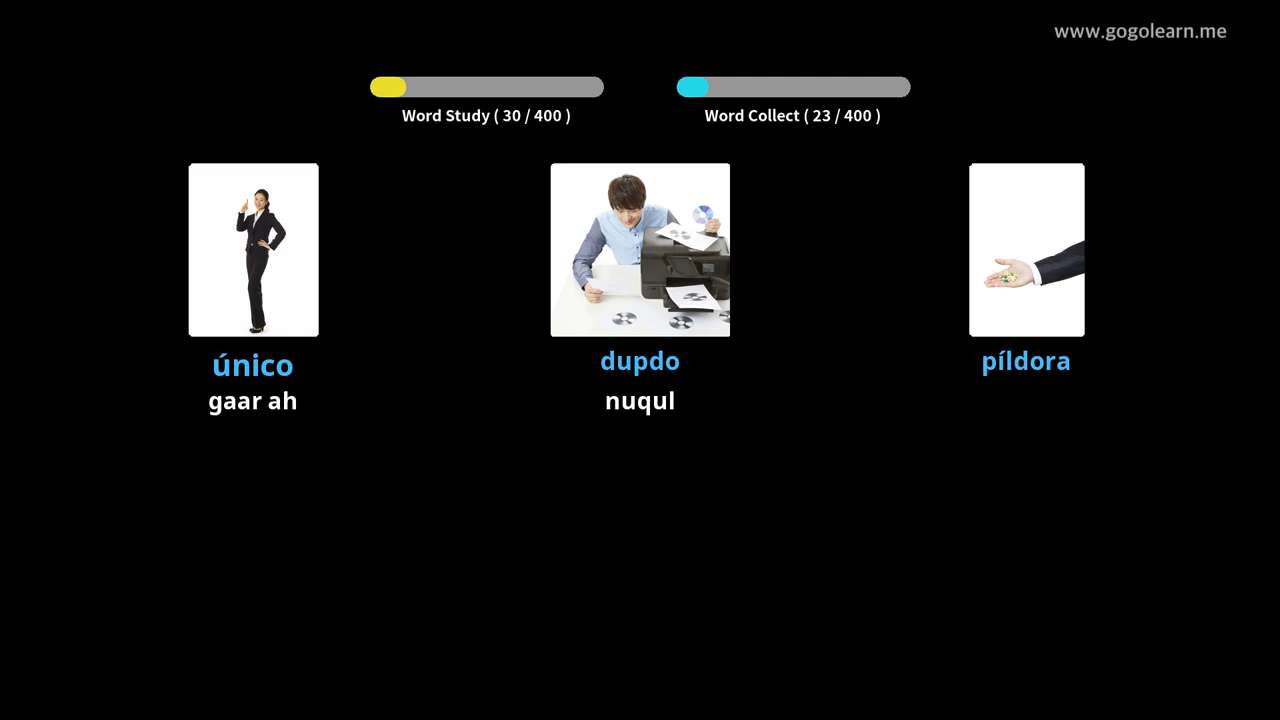 www.gogolearn.me
Word Study ( 30 / 400 )
Word Collect ( 23 / 400 )
único
dupdo
píldora
gaar ah
nuqul